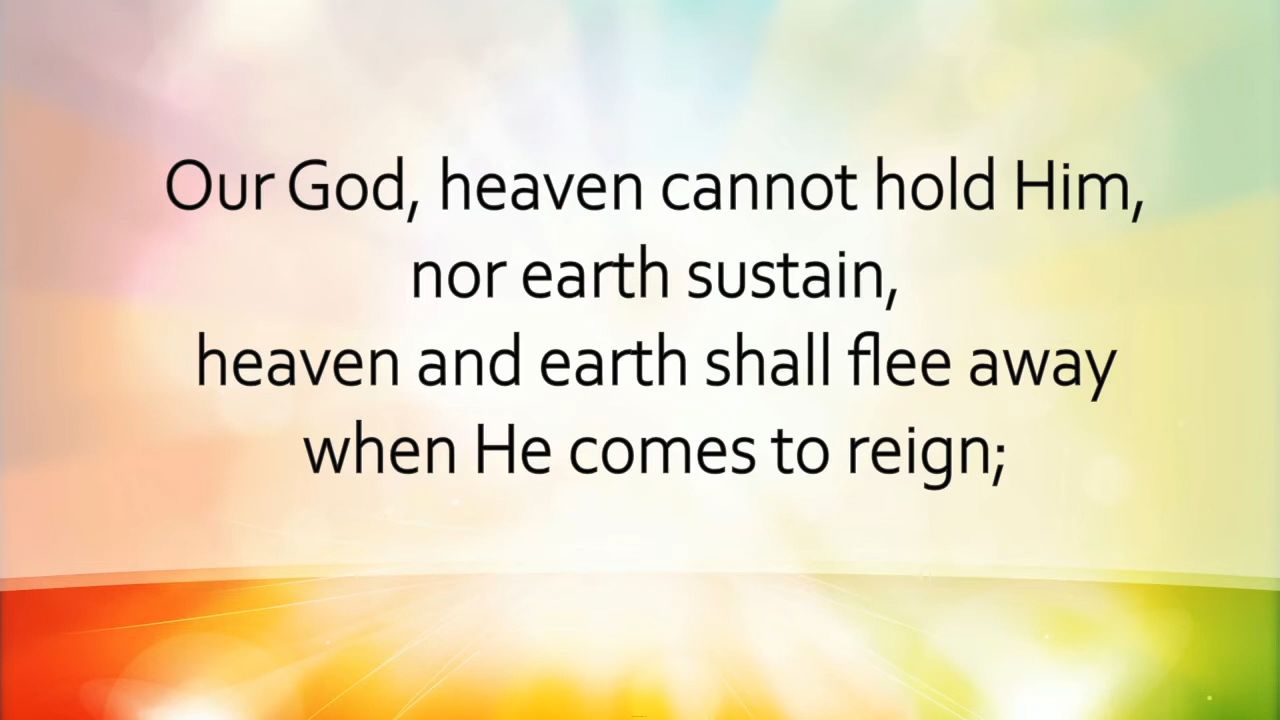 Our God, heaven cannot hold Him,
nor earth sustain,
heaven and earth shall flee away
when He comes to reign;